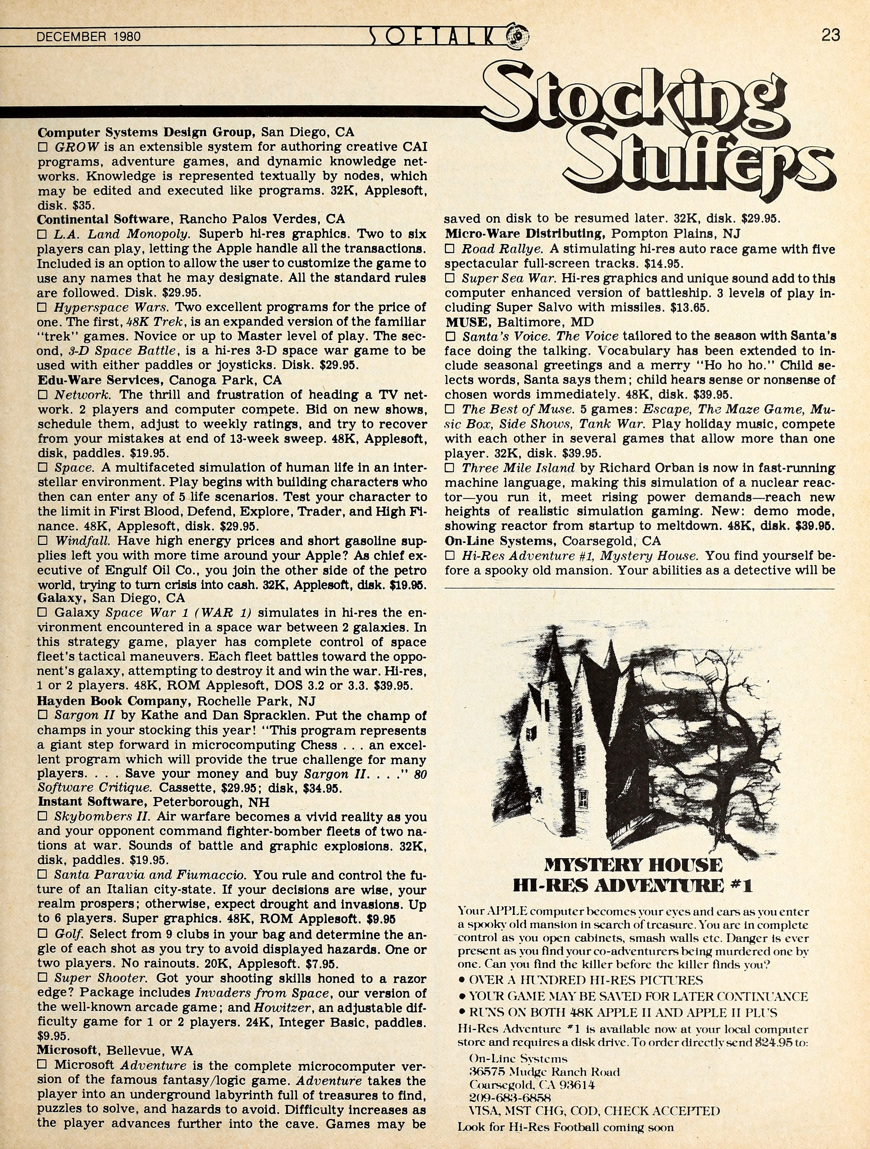 DECEMBER 1980
SOFTALK
23
Stocking
Stuffers
Computer Systems Design Group, San Diego, CA
□ GROW is an extensible system for authoring creative CAI
programs, adventure games, and dynamic knowledge net-
works. Knowledge is represented textually by nodes, which
may be edited and executed like programs. 32K, Applesoft,
disk. $35.
Continental Software, Rancho Palos Verdes, CA
□ L.A. Land Monopoly. Superb hi-res graphics. Two to six
players can play, letting the Apple handle all the transactions.
Included is an option to allow the user to customize the game to
use any names that he may designate. All the standard rules
are followed. Disk. $29.95.
□ Hyperspace Wars. Two excellent programs for the price of
one. The first, 48K Trek, is an expanded version of the familiar
"trek" games. Novice or up to Master level of play. The sec-
ond, 3-D Space Battle, is a hi-res 3-D space war game to be
used with either paddles or joysticks. Disk. $29.95.
Edu-Ware Services, Canoga Park, CA
□ Network. The thrill and frustration of heading a TV net-
work. 2 players and computer compete. Bid on new shows,
schedule them, adjust to weekly ratings, and try to recover
from your mistakes at end of 13-week sweep. 48K, Applesoft,
disk, paddles. $19.95.
□ Space. A multifaceted simulation of human life in an inter-
stellar environment. Play begins with building characters who
then can enter any of 5 life scenarios. Test your character to
the limit in First Blood, Defend, Explore, Trader, and High Fi-
nance. 48K, Applesoft, disk. $29.95.
□ Windfall. Have high energy prices and short gasoline sup-
plies left you with more time around your Apple? As chief ex-
ecutive of Engulf Oil Co., you join the other side of the petro
world, trying to turn crisis into cash. 32K, Applesoft, disk. $19.95.
Galaxy, San Diego, CA
□ Galaxy Space War 1 (WAR 1) simulates in hi-res the en-
vironment encountered in a space war between 2 galaxies. In
this strategy game, player has complete control of space
fleet's tactical maneuvers. Each fleet battles toward the oppo-
nent's galaxy, attempting to destroy it and win the war. Hi-res,
1 or 2 players. 48K, ROM Applesoft, DOS 3.2 or 3.3. $39.95.
Hayden Book Company, Rochelle Park, NJ
□ Sargon II by Kathe and Dan Spracklen. Put the champ of
champs in your stocking this year! "This program represents
a giant step forward in microcomputing Chess . . . an excel-
lent program which will provide the true challenge for many
players. . . . Save your money and buy Sargon II. . . ." 80
Software Critique. Cassette, $29.95; disk, $34.95.
Instant Software, Peterborough, NH
□ Skybombers II. Air warfare becomes a vivid reality as you
and your opponent command fighter-bomber fleets of two na-
tions at war. Sounds of battle and graphic explosions. 32K,
disk, paddles. $19.95.
□ Santa Paravia and Fiumaccio. You rule and control the fu-
ture of an Italian city-state. If your decisions are wise, your
realm prospers; otherwise, expect drought and invasions. Up
to 6 players. Super graphics. 48K, ROM Applesoft. $9.95
□ Golf. Select from 9 clubs in your bag and determine the an-
gle of each shot as you try to avoid displayed hazards. One or
two players. No rainouts. 20K, Applesoft. $7.95.
□ Super Shooter. Got your shooting skills honed to a razor
edge? Package includes Invaders from Space, our version of
the well-known arcade game; and Howitzer, an adjustable dif-
ficulty game for 1 or 2 players. 24K, Integer Basic, paddles.
$9.95.
Microsoft, Bellevue, WA
□ Microsoft Adventure is the complete microcomputer ver-
sion of the famous fantasy/logic game. Adventure takes the
player into an underground labyrinth full of treasures to find,
puzzles to solve, and hazards to avoid. Difficulty increases as
the player advances further into the cave. Games may be
saved on disk to be resumed later. 32K, disk. $29.95.
Micro-Ware Distributing, Pompton Plains, NJ
□ Road Rallye. A stimulating hi-res auto race game with five
spectacular full-screen tracks. $14.95.
□ Super Sea War. Hi-res graphics and unique sound add to this
computer enhanced version of battleship. 3 levels of play in-
cluding Super Salvo with missiles. $13.65.
MUSE, Baltimore, MD
□ Santa's Voice. The Voice tailored to the season with Santa's
face doing the talking. Vocabulary has been extended to in-
clude seasonal greetings and a merry "Ho ho ho." Child se-
lects words, Santa says them; child hears sense or nonsense of
chosen words immediately. 48K, disk. $39.95.
□ The Best of Muse. 5 games: Escape, The Maze Game, Mu-
sic Box, Side Shows, Tank War. Play holiday music, compete
with each other in several games that allow more than one
player. 32K, disk. $39.95.
□ Three Mile Island by Richard Orban is now in fast-running
machine language, making this simulation of a nuclear reac-
tor—you run it, meet rising power demands—reach new
heights of realistic simulation gaming. New: demo mode,
showing reactor from startup to meltdown. 48K, disk. $39.95.
On-Line Systems, Coarsegold, CA
□ Hi-Res Adventure #1, Mystery House. You find yourself be-
fore a spooky old mansion. Your abilities as a detective will be
MYSTERY HOUSE
HI-RES ADVENTURE #1
Your APPLE computer becomes your eyes and ears as you enter
a spooky old mansion in search of treasure. You are in complete
control as you open cabinets, smash walls etc. Danger is ever
present as you find your co-adventurers being murdered one by
one. Can you find the killer before the killer finds you?
• OVER A HUNDRED HI-RES PICTURES
• YOUR GAME MAY BE SAVED FOR LATER CONTINUANCE
• RUNS ON BOTH 48K APPLE II AND APPLE II PLUS
Hi-Res Adventure #1 is available now at your local computer
store and requires a disk drive. To order directly send $24.95 to:
On-Line Systems
36575 Mudge Ranch Road
Coarsegold, CA 93614
209-683-6858
VISA, MST CHG, COD, CHECK ACCEPTED
Look for Hi-Res Football coming soon